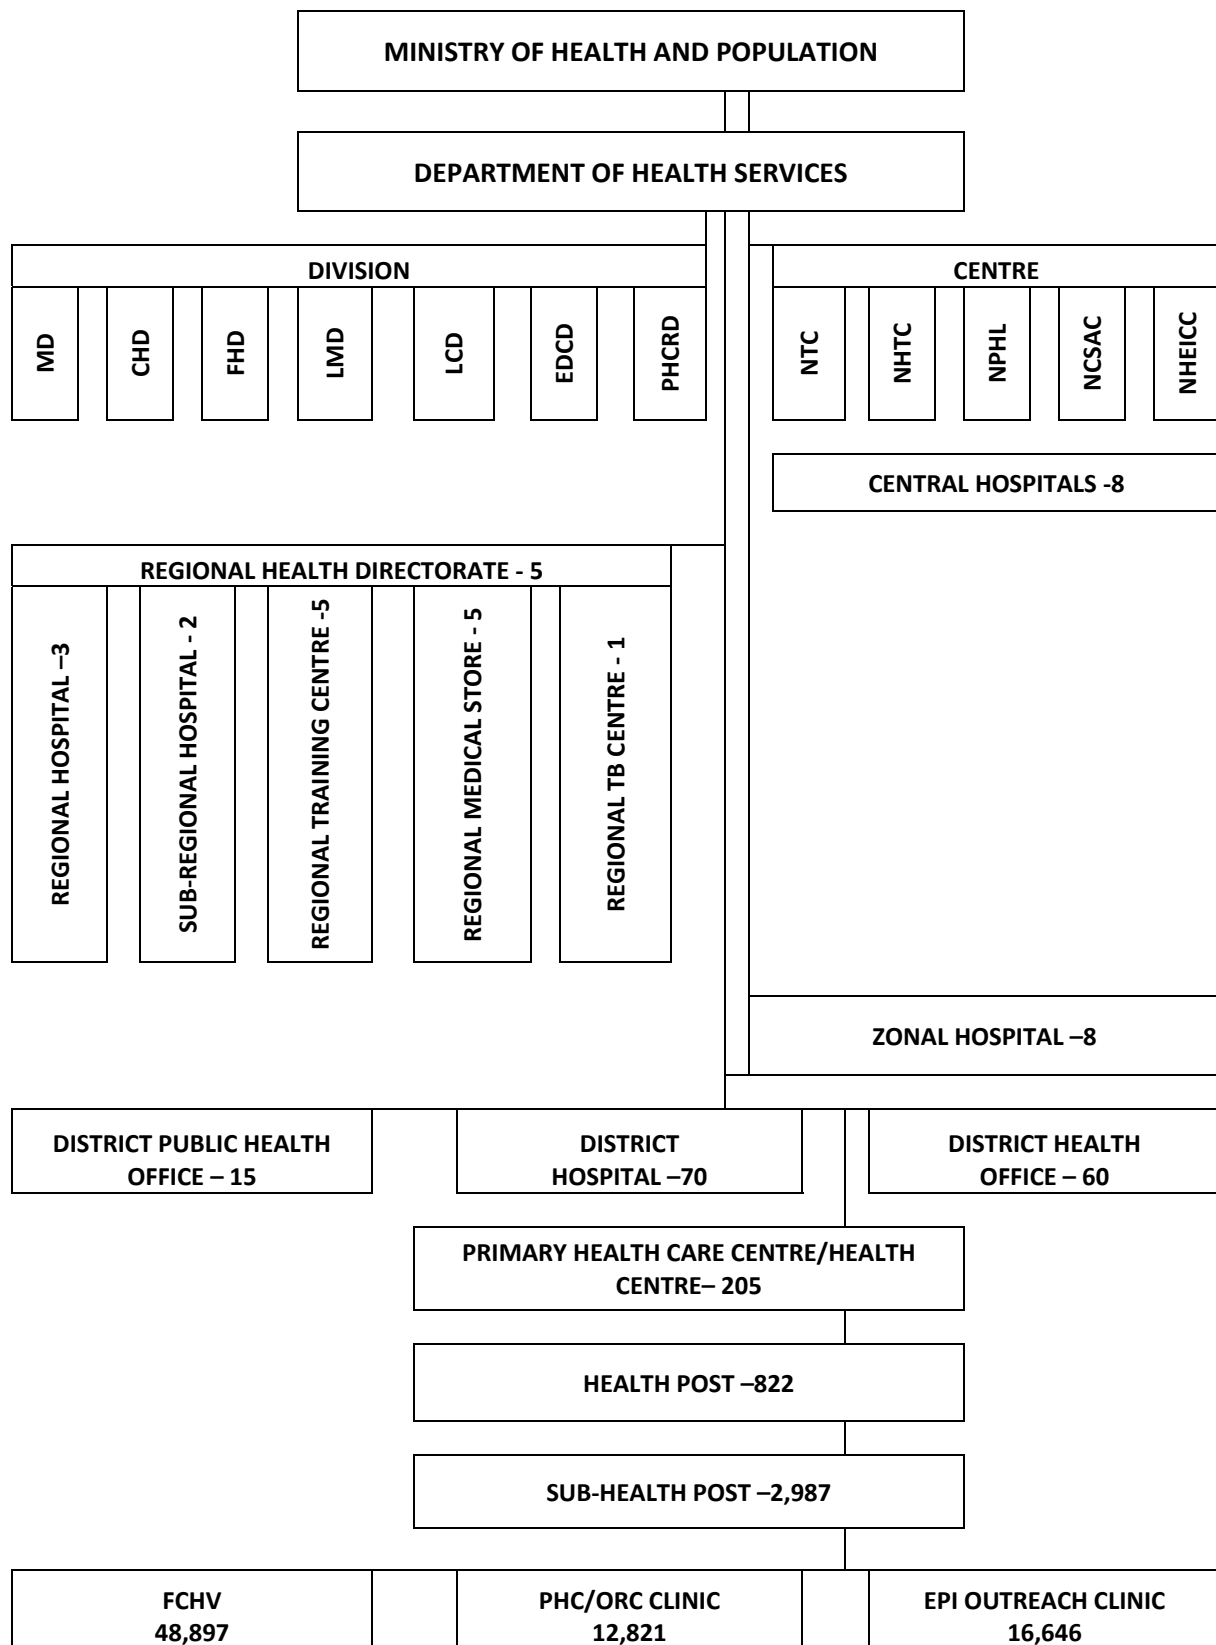 MINISTRY OF HEALTH AND POPULATION
DEPARTMENT OF HEALTH SERVICES
DIVISION
MD
CHD
FHD
LMD
LCD
EDCD
PHCRD
CENTRE
NTC
NHTC
NPHL
NCSAC
NHEICC
CENTRAL HOSPITALS -8
REGIONAL HEALTH DIRECTORATE - 5
REGIONAL HOSPITAL –3
SUB-REGIONAL HOSPITAL - 2
REGIONAL TRAINING CENTRE -5
REGIONAL MEDICAL STORE - 5
REGIONAL TB CENTRE - 1
ZONAL HOSPITAL –8
DISTRICT PUBLIC HEALTH
OFFICE – 15
DISTRICT
HOSPITAL –70
DISTRICT HEALTH
OFFICE – 60
PRIMARY HEALTH CARE CENTRE/HEALTH
CENTRE– 205
HEALTH POST –822
SUB-HEALTH POST –2,987
FCHV
48,897
PHC/ORC CLINIC
12,821
EPI OUTREACH CLINIC
16,646